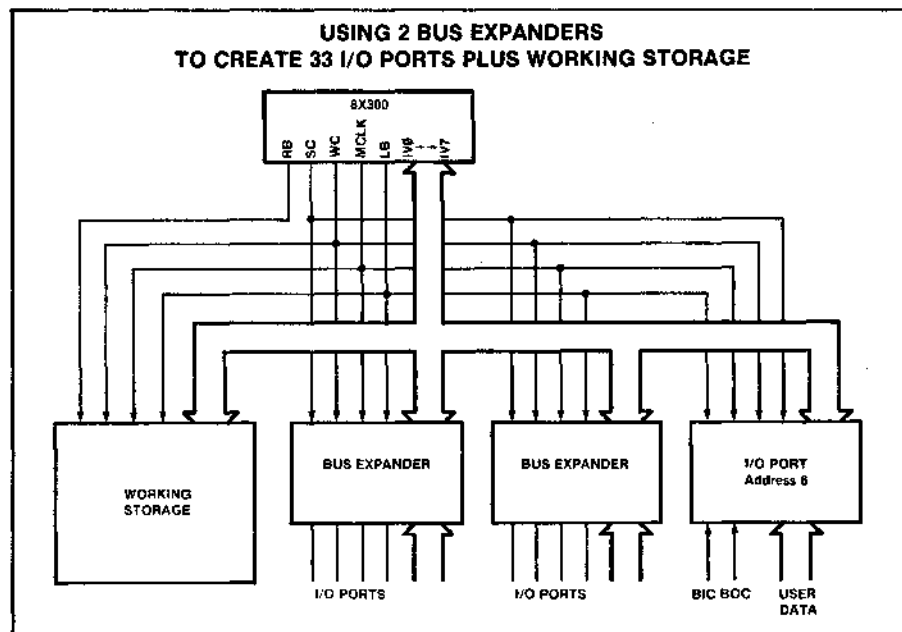 USING 2 BUS EXPANDERS
TO CREATE 33 I/O PORTS PLUS WORKING STORAGE
8X300
RB SC WC MCLK LB IV0 IV7
WORKING
STORAGE
BUS EXPANDER
BUS EXPANDER
I/O PORT
Address 6
I/O PORTS
I/O PORTS
BIC BOC
USER
DATA